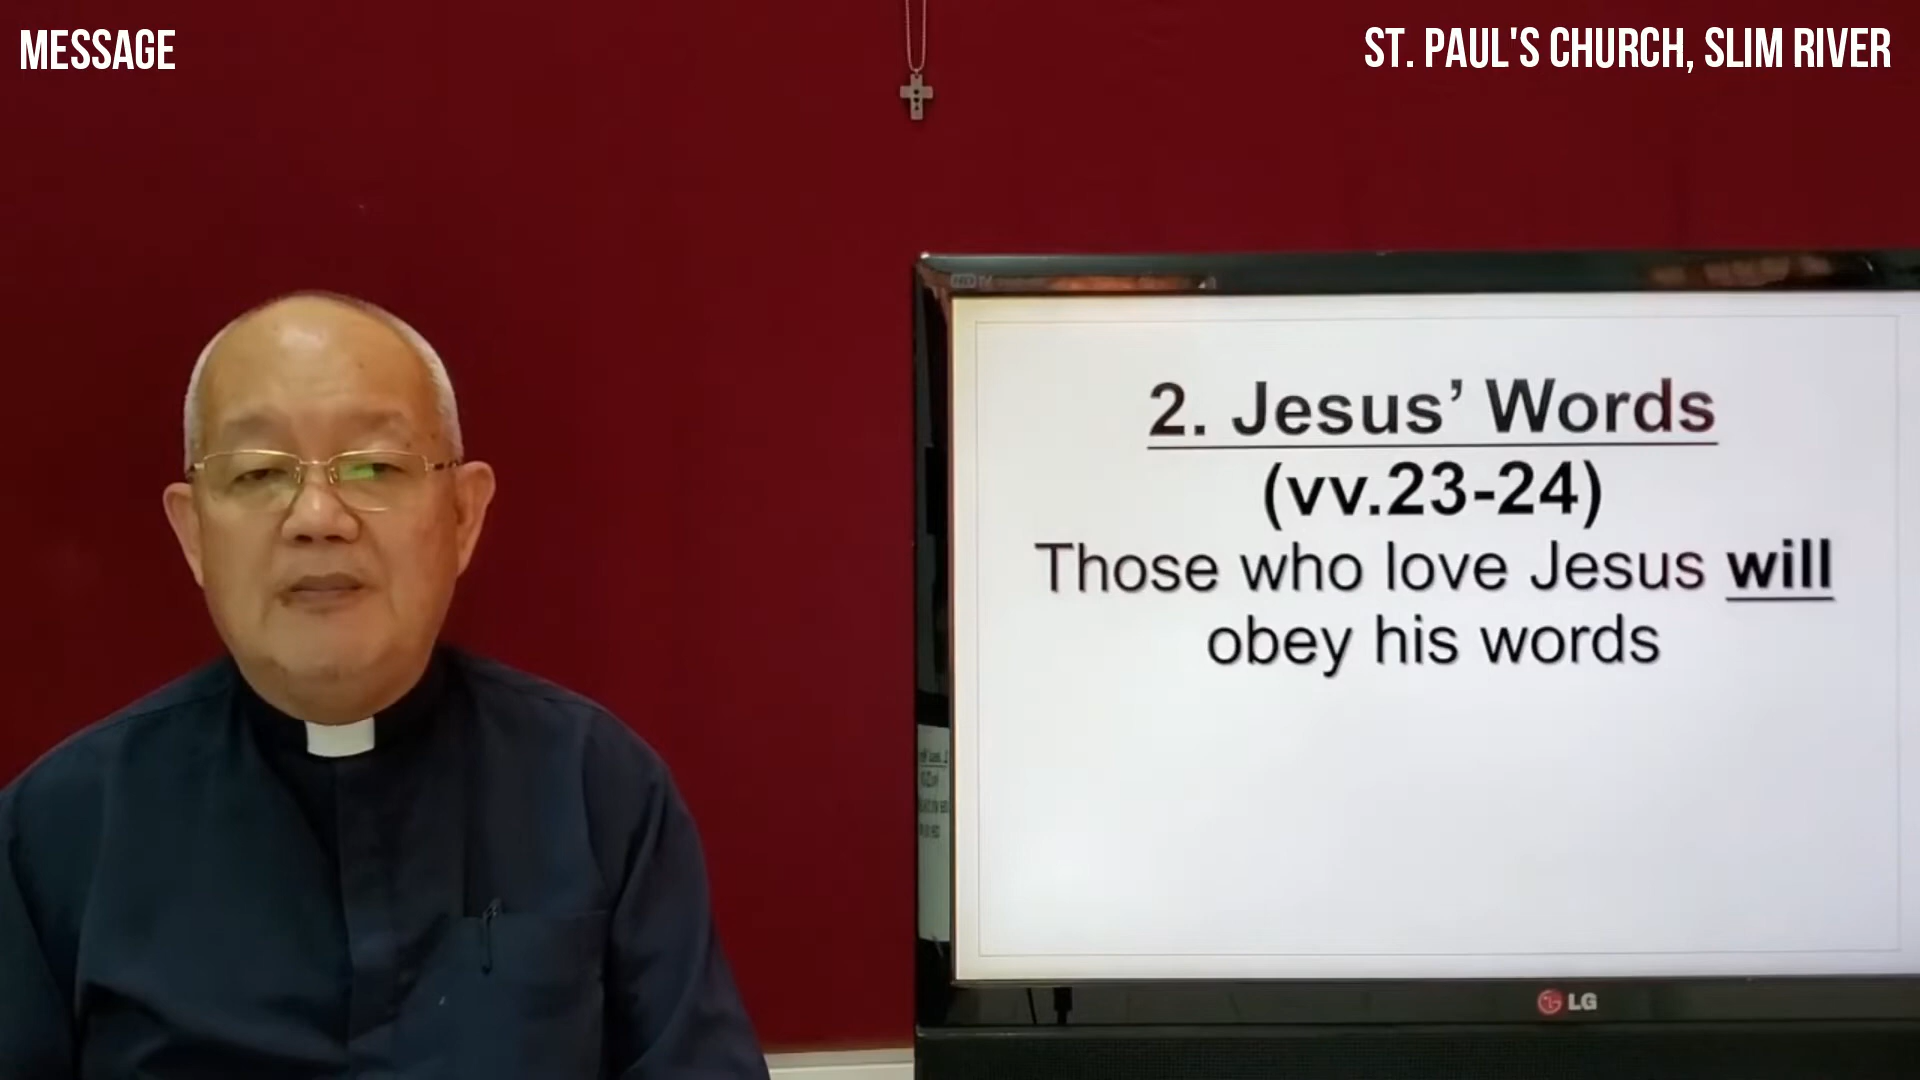 MESSAGE
ST. PAUL'S CHURCH, SLIM RIVER
2. Jesus’ Words
(vv.23-24)
Those who love Jesus will
obey his words
LG